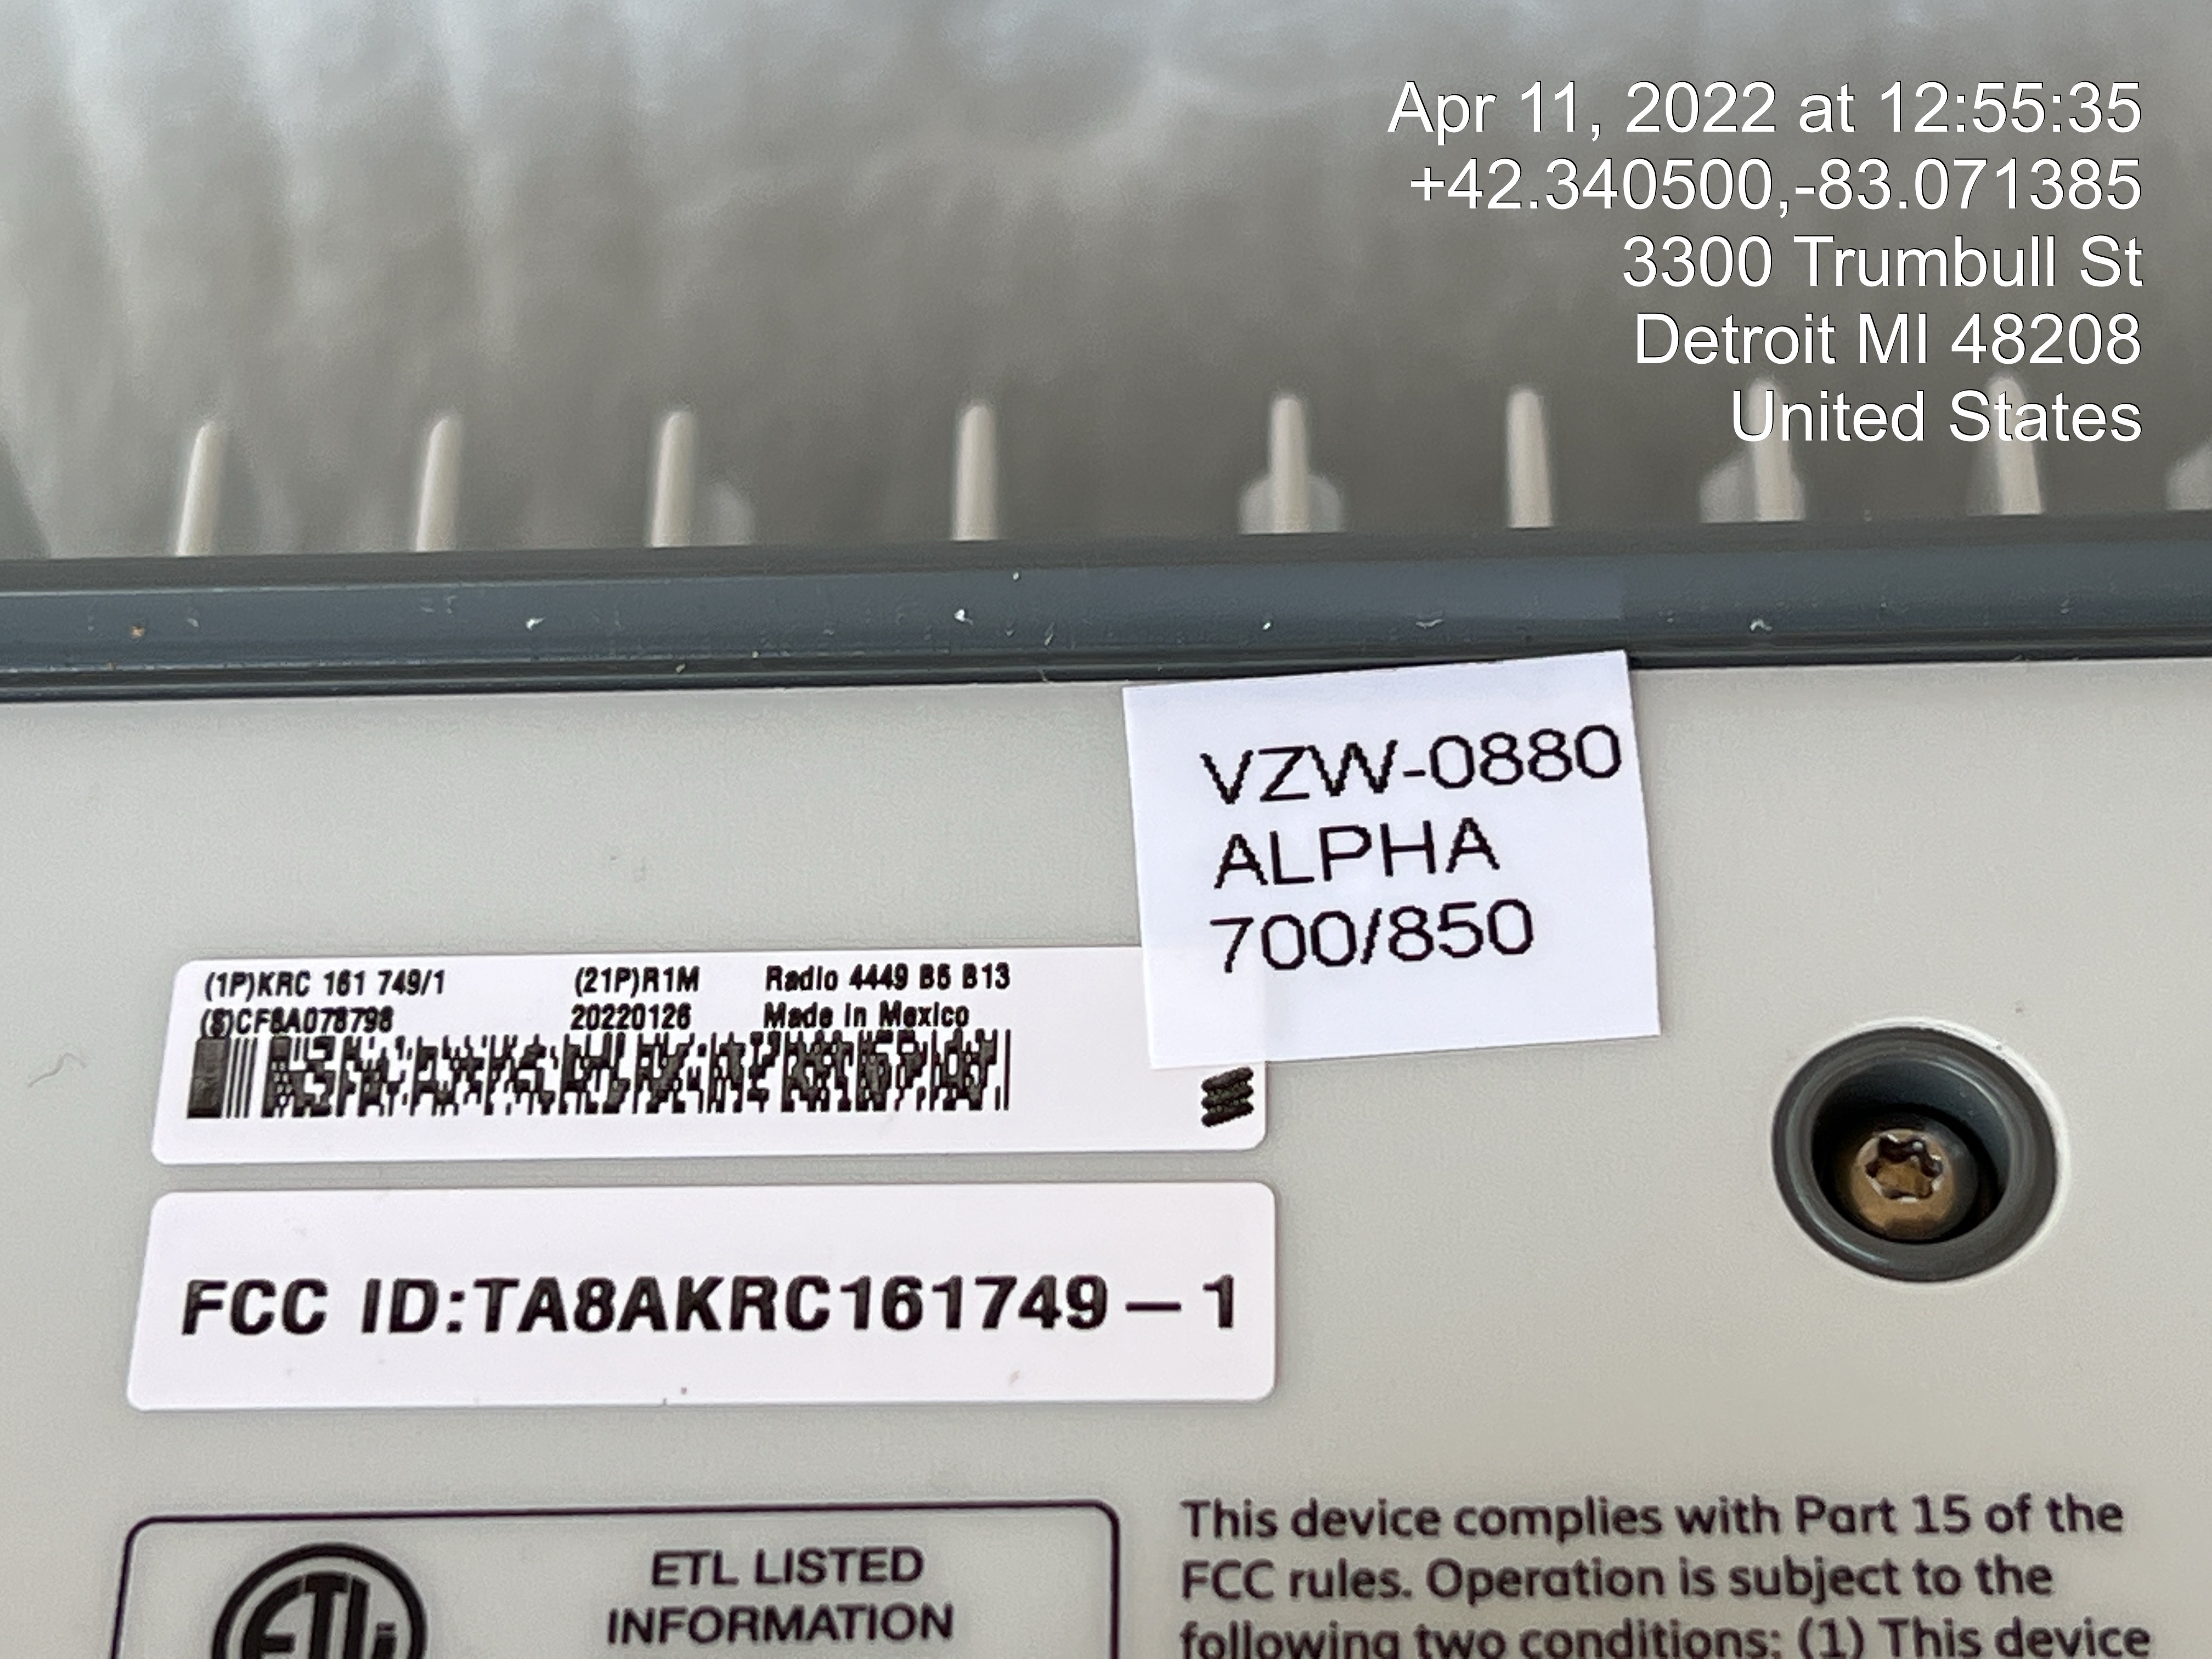 Apr 11, 2022 at 12:55:35
+42.340500,-83.071385
3300 Trumbull St
Detroit MI 48208
United States
VZW-0880
ALPHA
700/850
(1P)KRC 161 749/1 (21P)R1M Radio 4449 B5 B13
(S)CF8A078798 20220126 Made in Mexico
FCC ID:TA8AKRC161749-1
ETL LISTED
INFORMATION
ETL
This device complies with Part 15 of the
FCC rules. Operation is subject to the
following two conditions: (1) This device